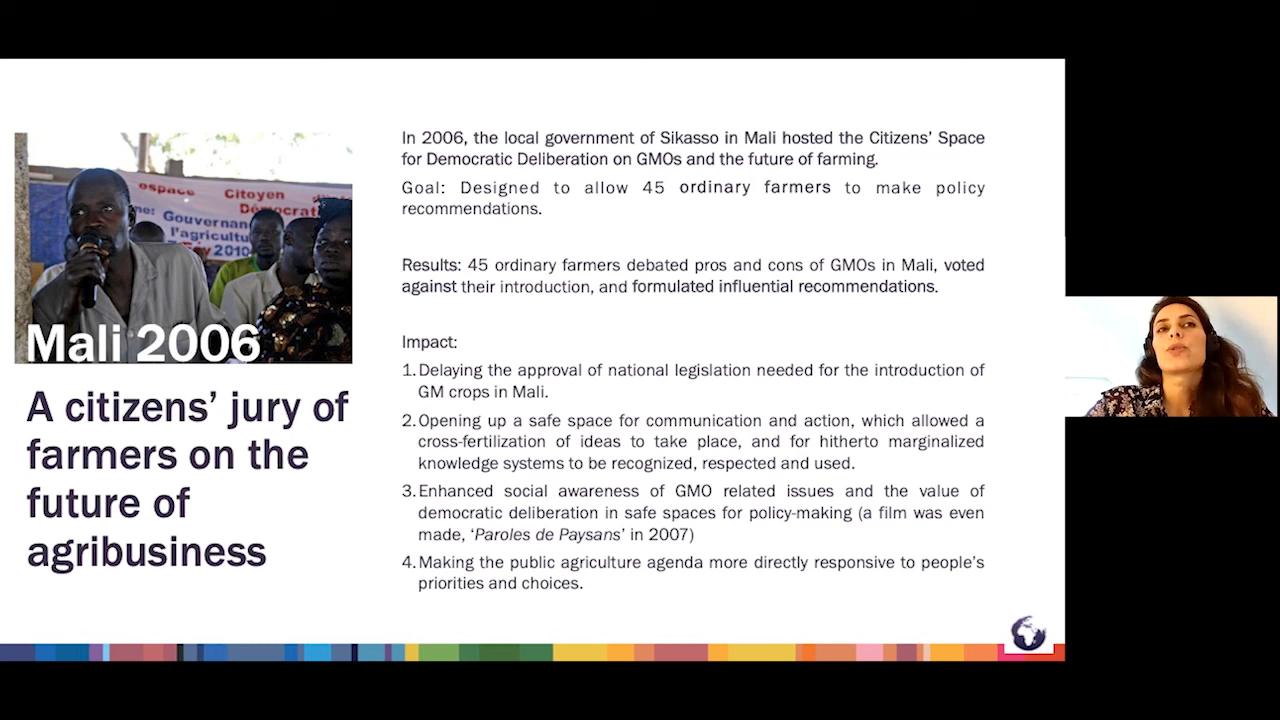 espace Citoyen d'
Démocrat
me: Gouvernan
l'agricultu
2010
Mali 2006
A citizens' jury of
farmers on the
future of
agribusiness
In 2006, the local government of Sikasso in Mali hosted the Citizens' Space
for Democratic Deliberation on GMOs and the future of farming.
Goal: Designed to allow 45 ordinary farmers to make policy
recommendations.
Results: 45 ordinary farmers debated pros and cons of GMOs in Mali, voted
against their introduction, and formulated influential recommendations.
Impact:
1. Delaying the approval of national legislation needed for the introduction of
GM crops in Mali.
2. Opening up a safe space for communication and action, which allowed a
cross-fertilization of ideas to take place, and for hitherto marginalized
knowledge systems to be recognized, respected and used.
3. Enhanced social awareness of GMO related issues and the value of
democratic deliberation in safe spaces for policy-making (a film was even
made, 'Paroles de Paysans' in 2007)
4. Making the public agriculture agenda more directly responsive to people's
priorities and choices.